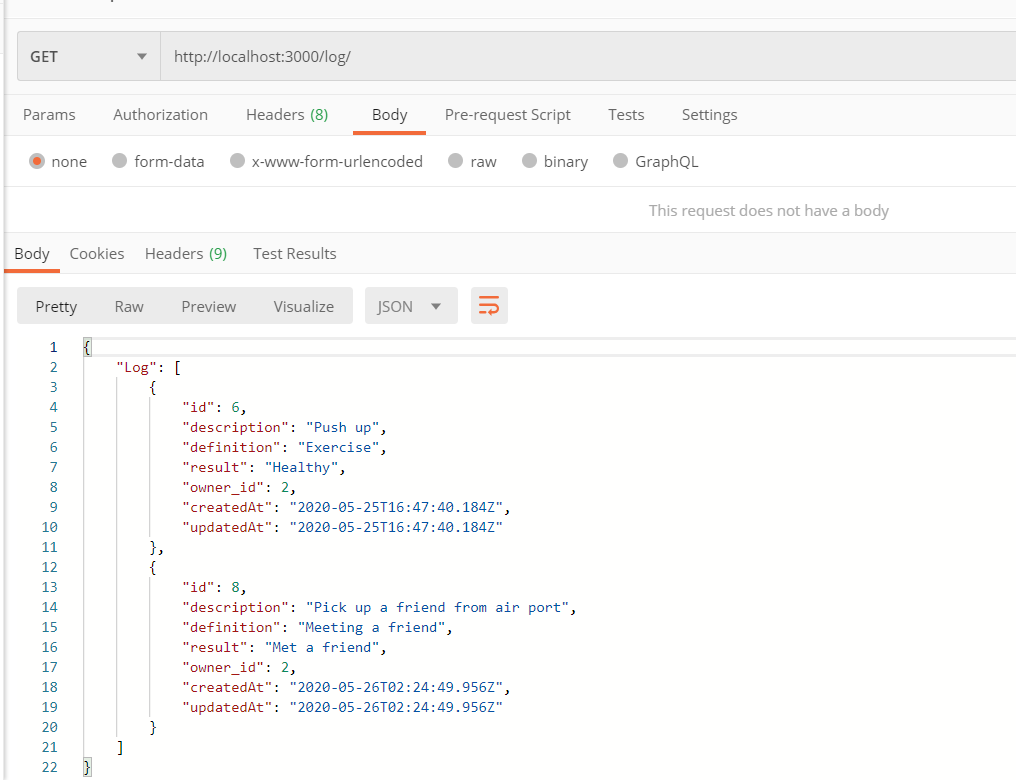 GET http://localhost:3000/log/
Params Authorization Headers (8) Body Pre-request Script Tests Settings
none form-data x-www-form-urlencoded raw binary GraphQL
This request does not have a body
Body Cookies Headers (9) Test Results
Pretty Raw Preview Visualize JSON
1 {
2 "Log": [
3 {
4 "id": 6,
5 "description": "Push up",
6 "definition": "Exercise",
7 "result": "Healthy",
8 "owner_id": 2,
9 "createdAt": "2020-05-25T16:47:40.184Z",
10 "updatedAt": "2020-05-25T16:47:40.184Z"
11 },
12 {
13 "id": 8,
14 "description": "Pick up a friend from air port",
15 "definition": "Meeting a friend",
16 "result": "Met a friend",
17 "owner_id": 2,
18 "createdAt": "2020-05-26T02:24:49.956Z",
19 "updatedAt": "2020-05-26T02:24:49.956Z"
20 }
21 ]
22 }